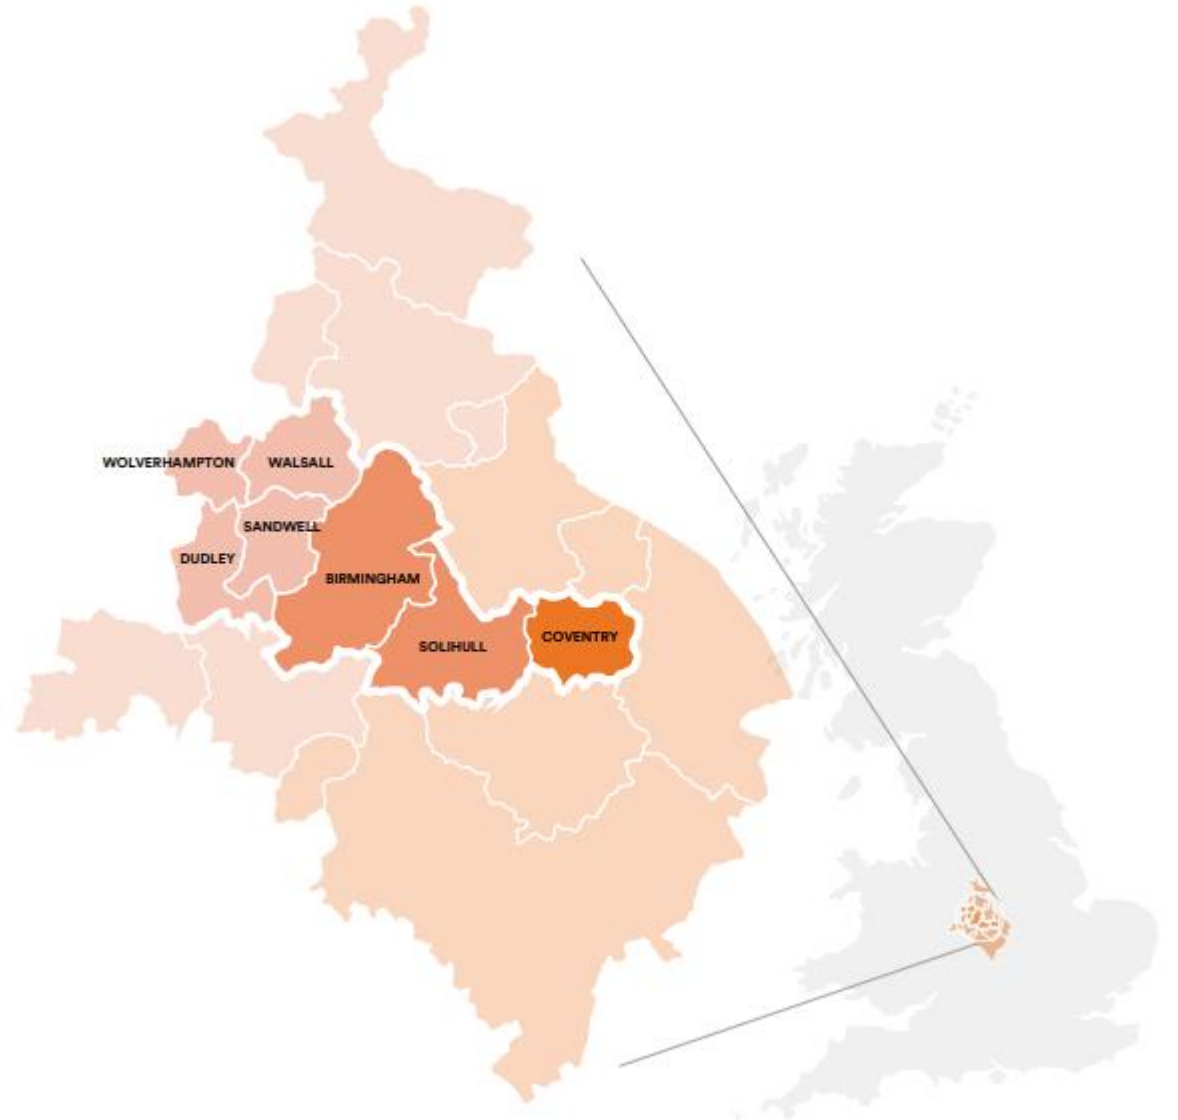 WOLVERHAMPTON
WALSALL
SANDWELL
DUDLEY
BIRMINGHAM
COVENTRY
SOLIHULL